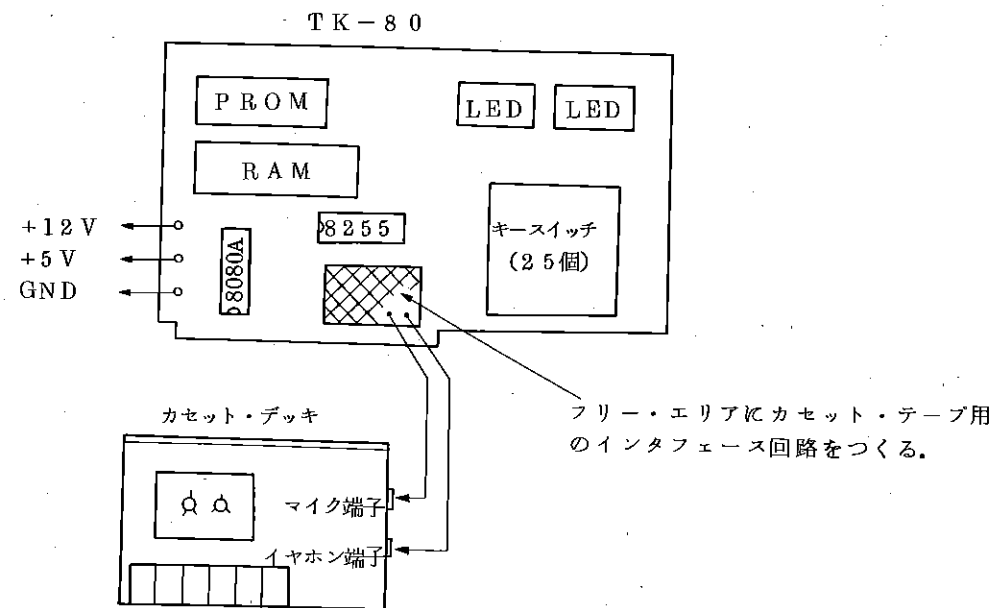 TK-80
PROM
LED
LED
RAM
+12V
+5V
GND
8080A
8255
キースイッチ
(25個)
カセット・デッキ
マイク端子
イヤホン端子
フリー・エリアにカセット・テープ用
のインタフェース回路をつくる.